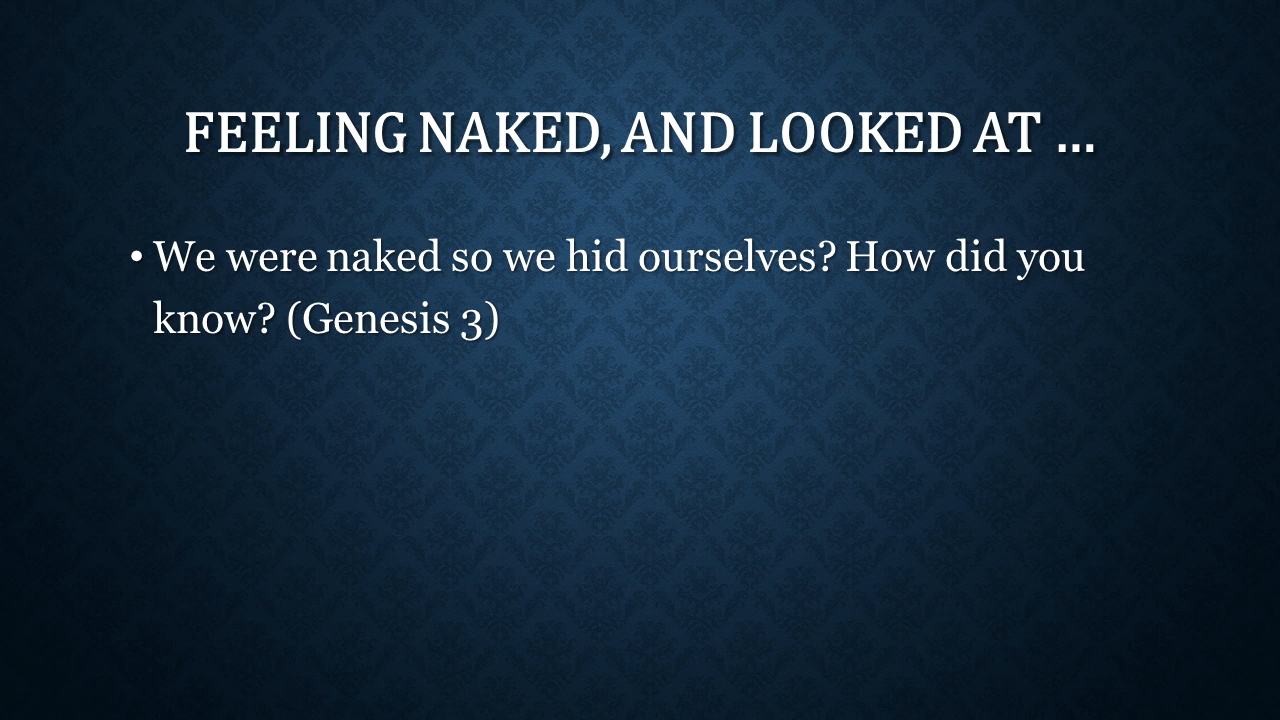 FEELING NAKED, AND LOOKED AT ...
• We were naked so we hid ourselves? How did you
know? (Genesis 3)